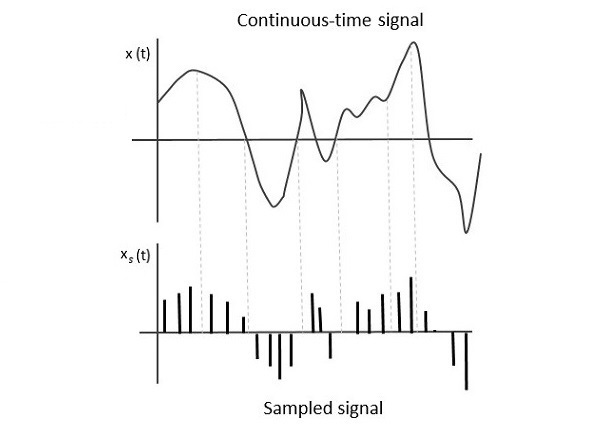 Continuous-time signal
x (t)
xs (t)
Sampled signal